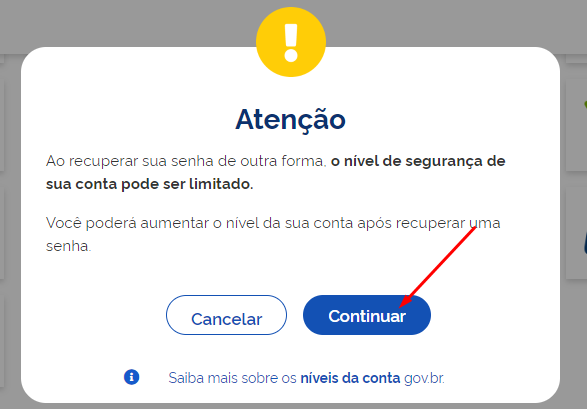 Atenção
Ao recuperar sua senha de outra forma, o nível de segurança de
sua conta pode ser limitado.
Você poderá aumentar o nível da sua conta após recuperar uma
senha.
Cancelar
Continuar
Saiba mais sobre os níveis da conta gov.br.